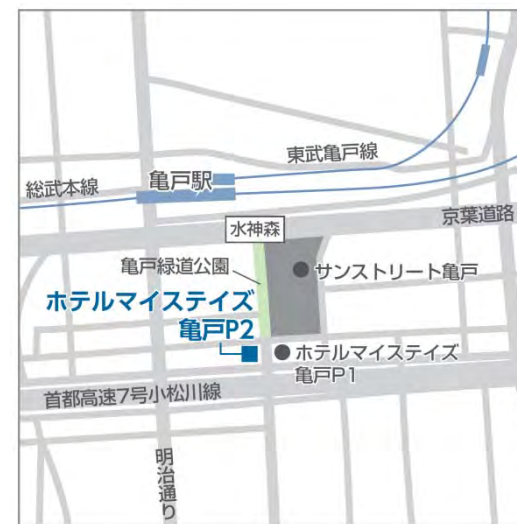 東武亀戸線
亀戸駅
総武本線
京葉道路
水神森
亀戸緑道公園
サンストリート亀戸
ホテルマイステイズ
亀戸P2
ホテルマイステイズ
亀戸P1
首都高速7号小松川線
明治通り